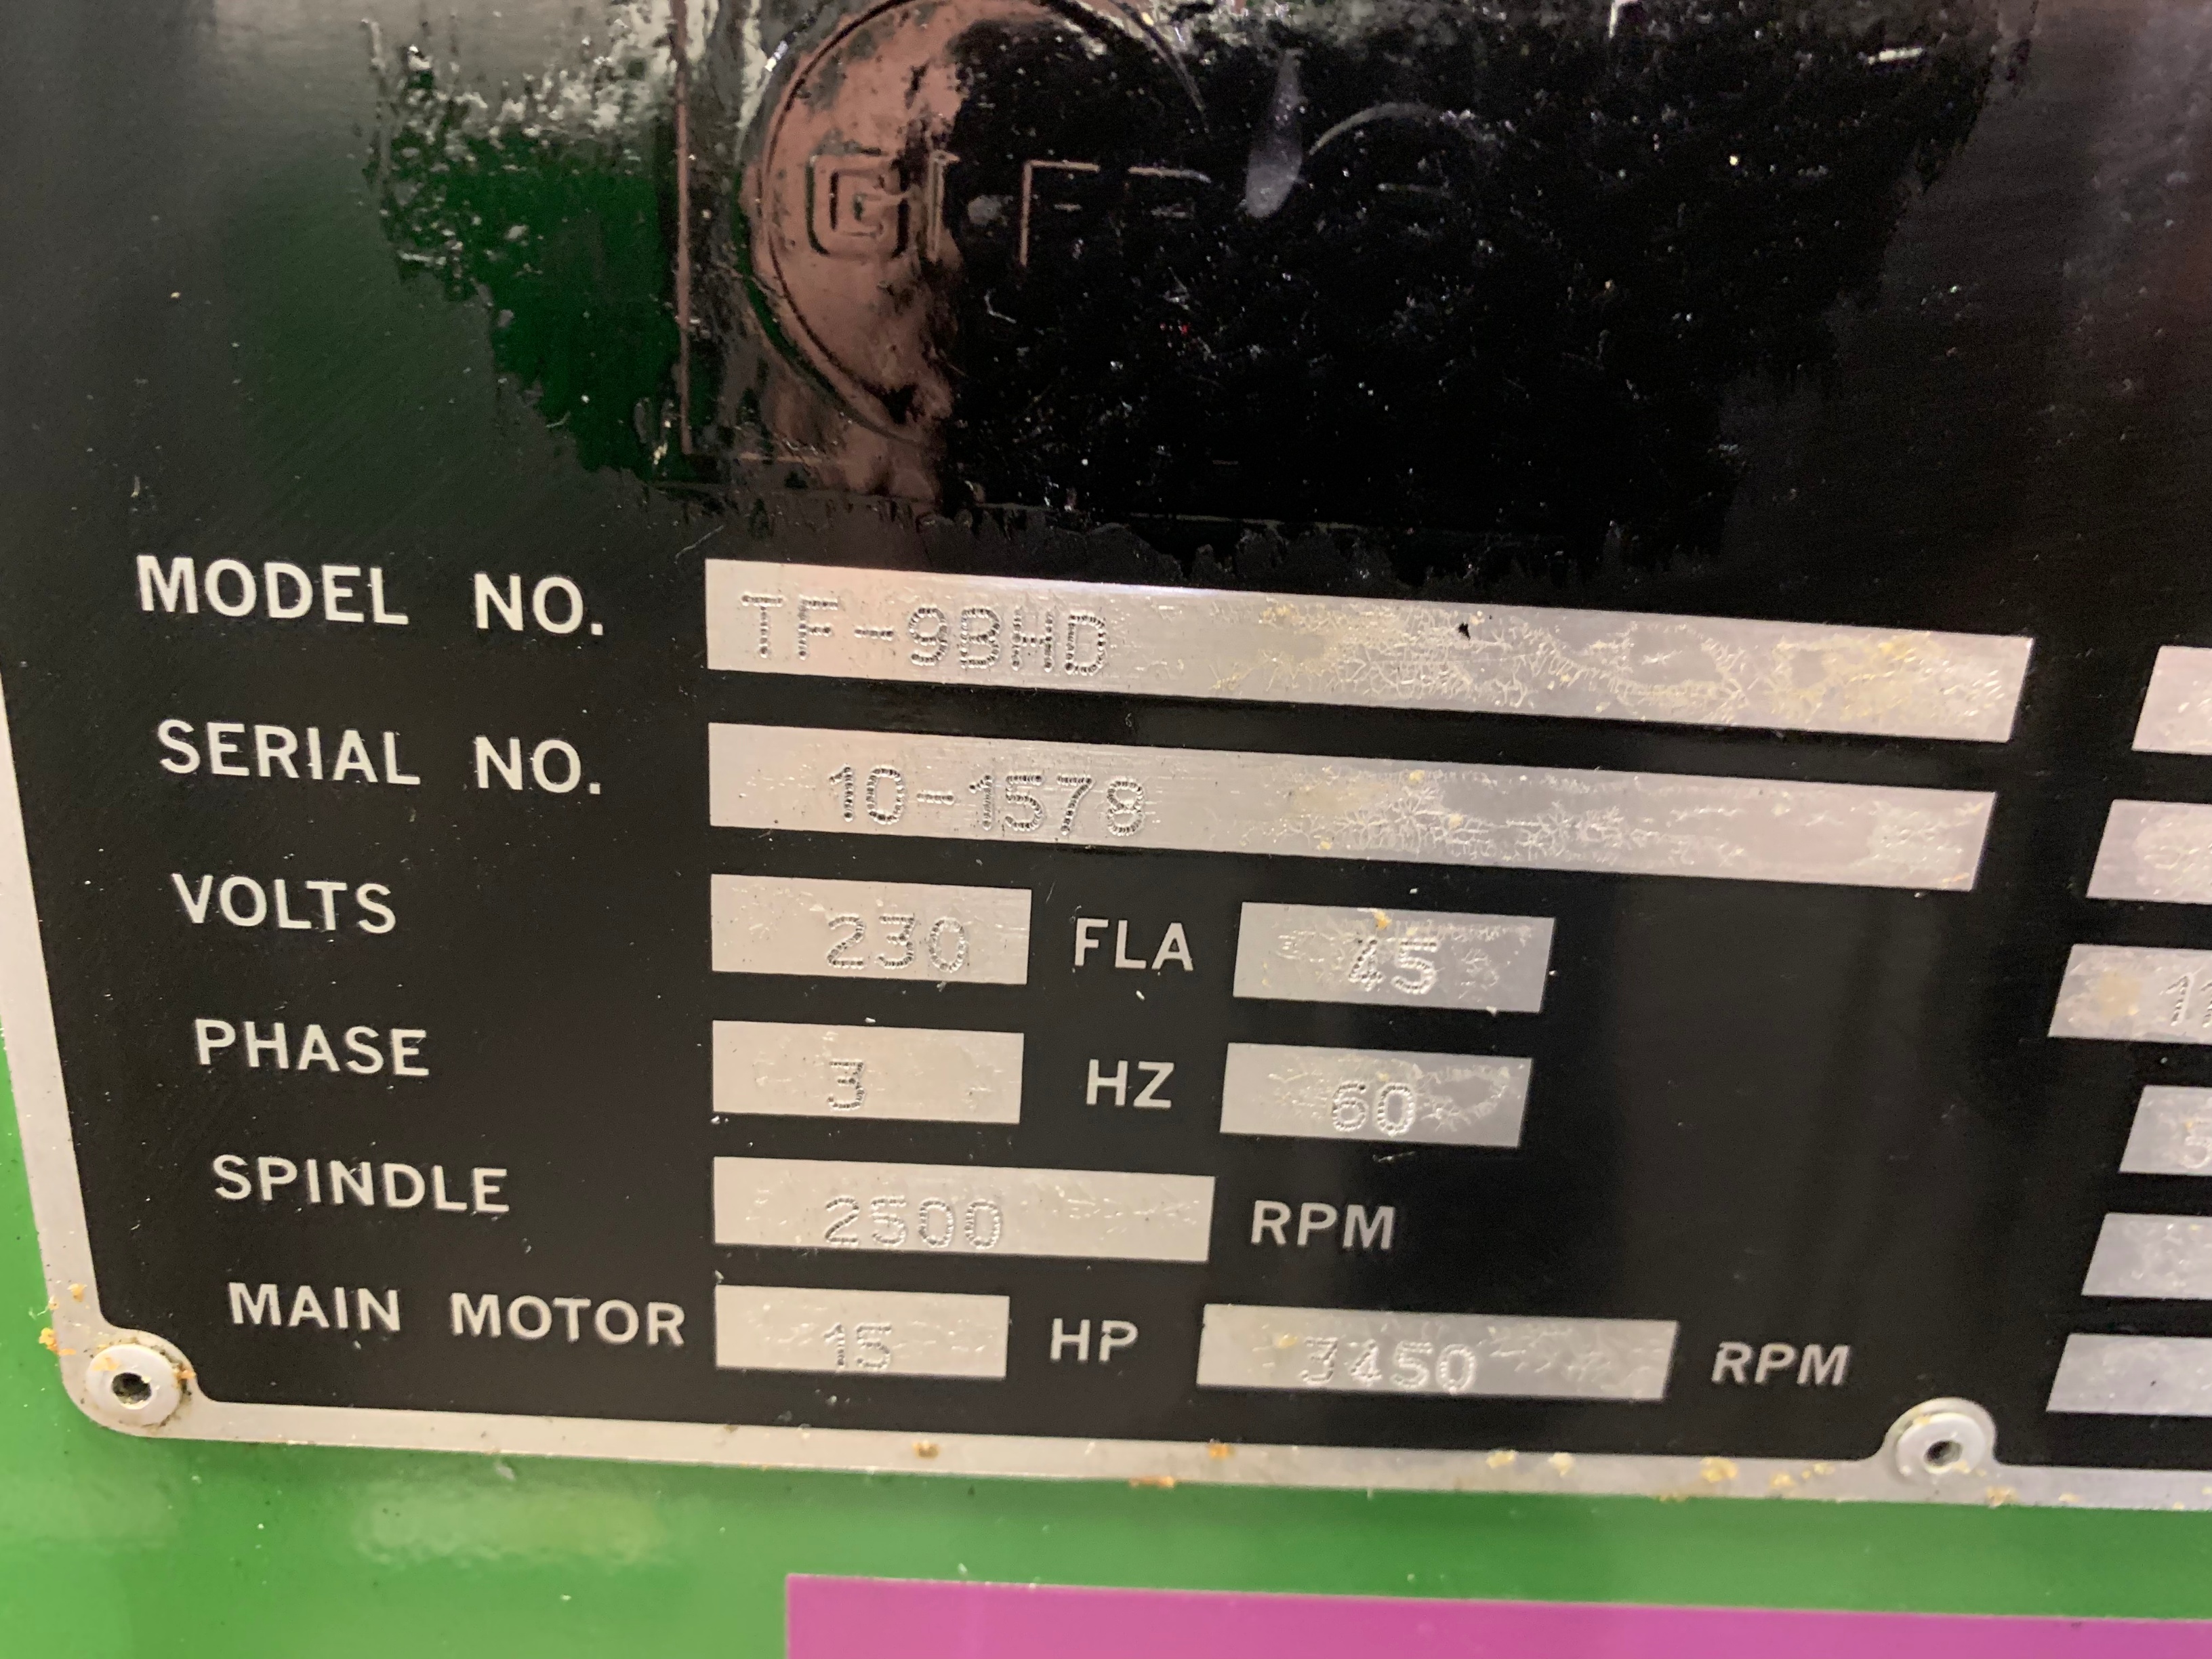 MODEL NO. TF-9BHD
SERIAL NO. 10-1578
VOLTS 230 FLA 45
PHASE 3 HZ 60
SPINDLE 2500 RPM
MAIN MOTOR 15 HP 3450 RPM